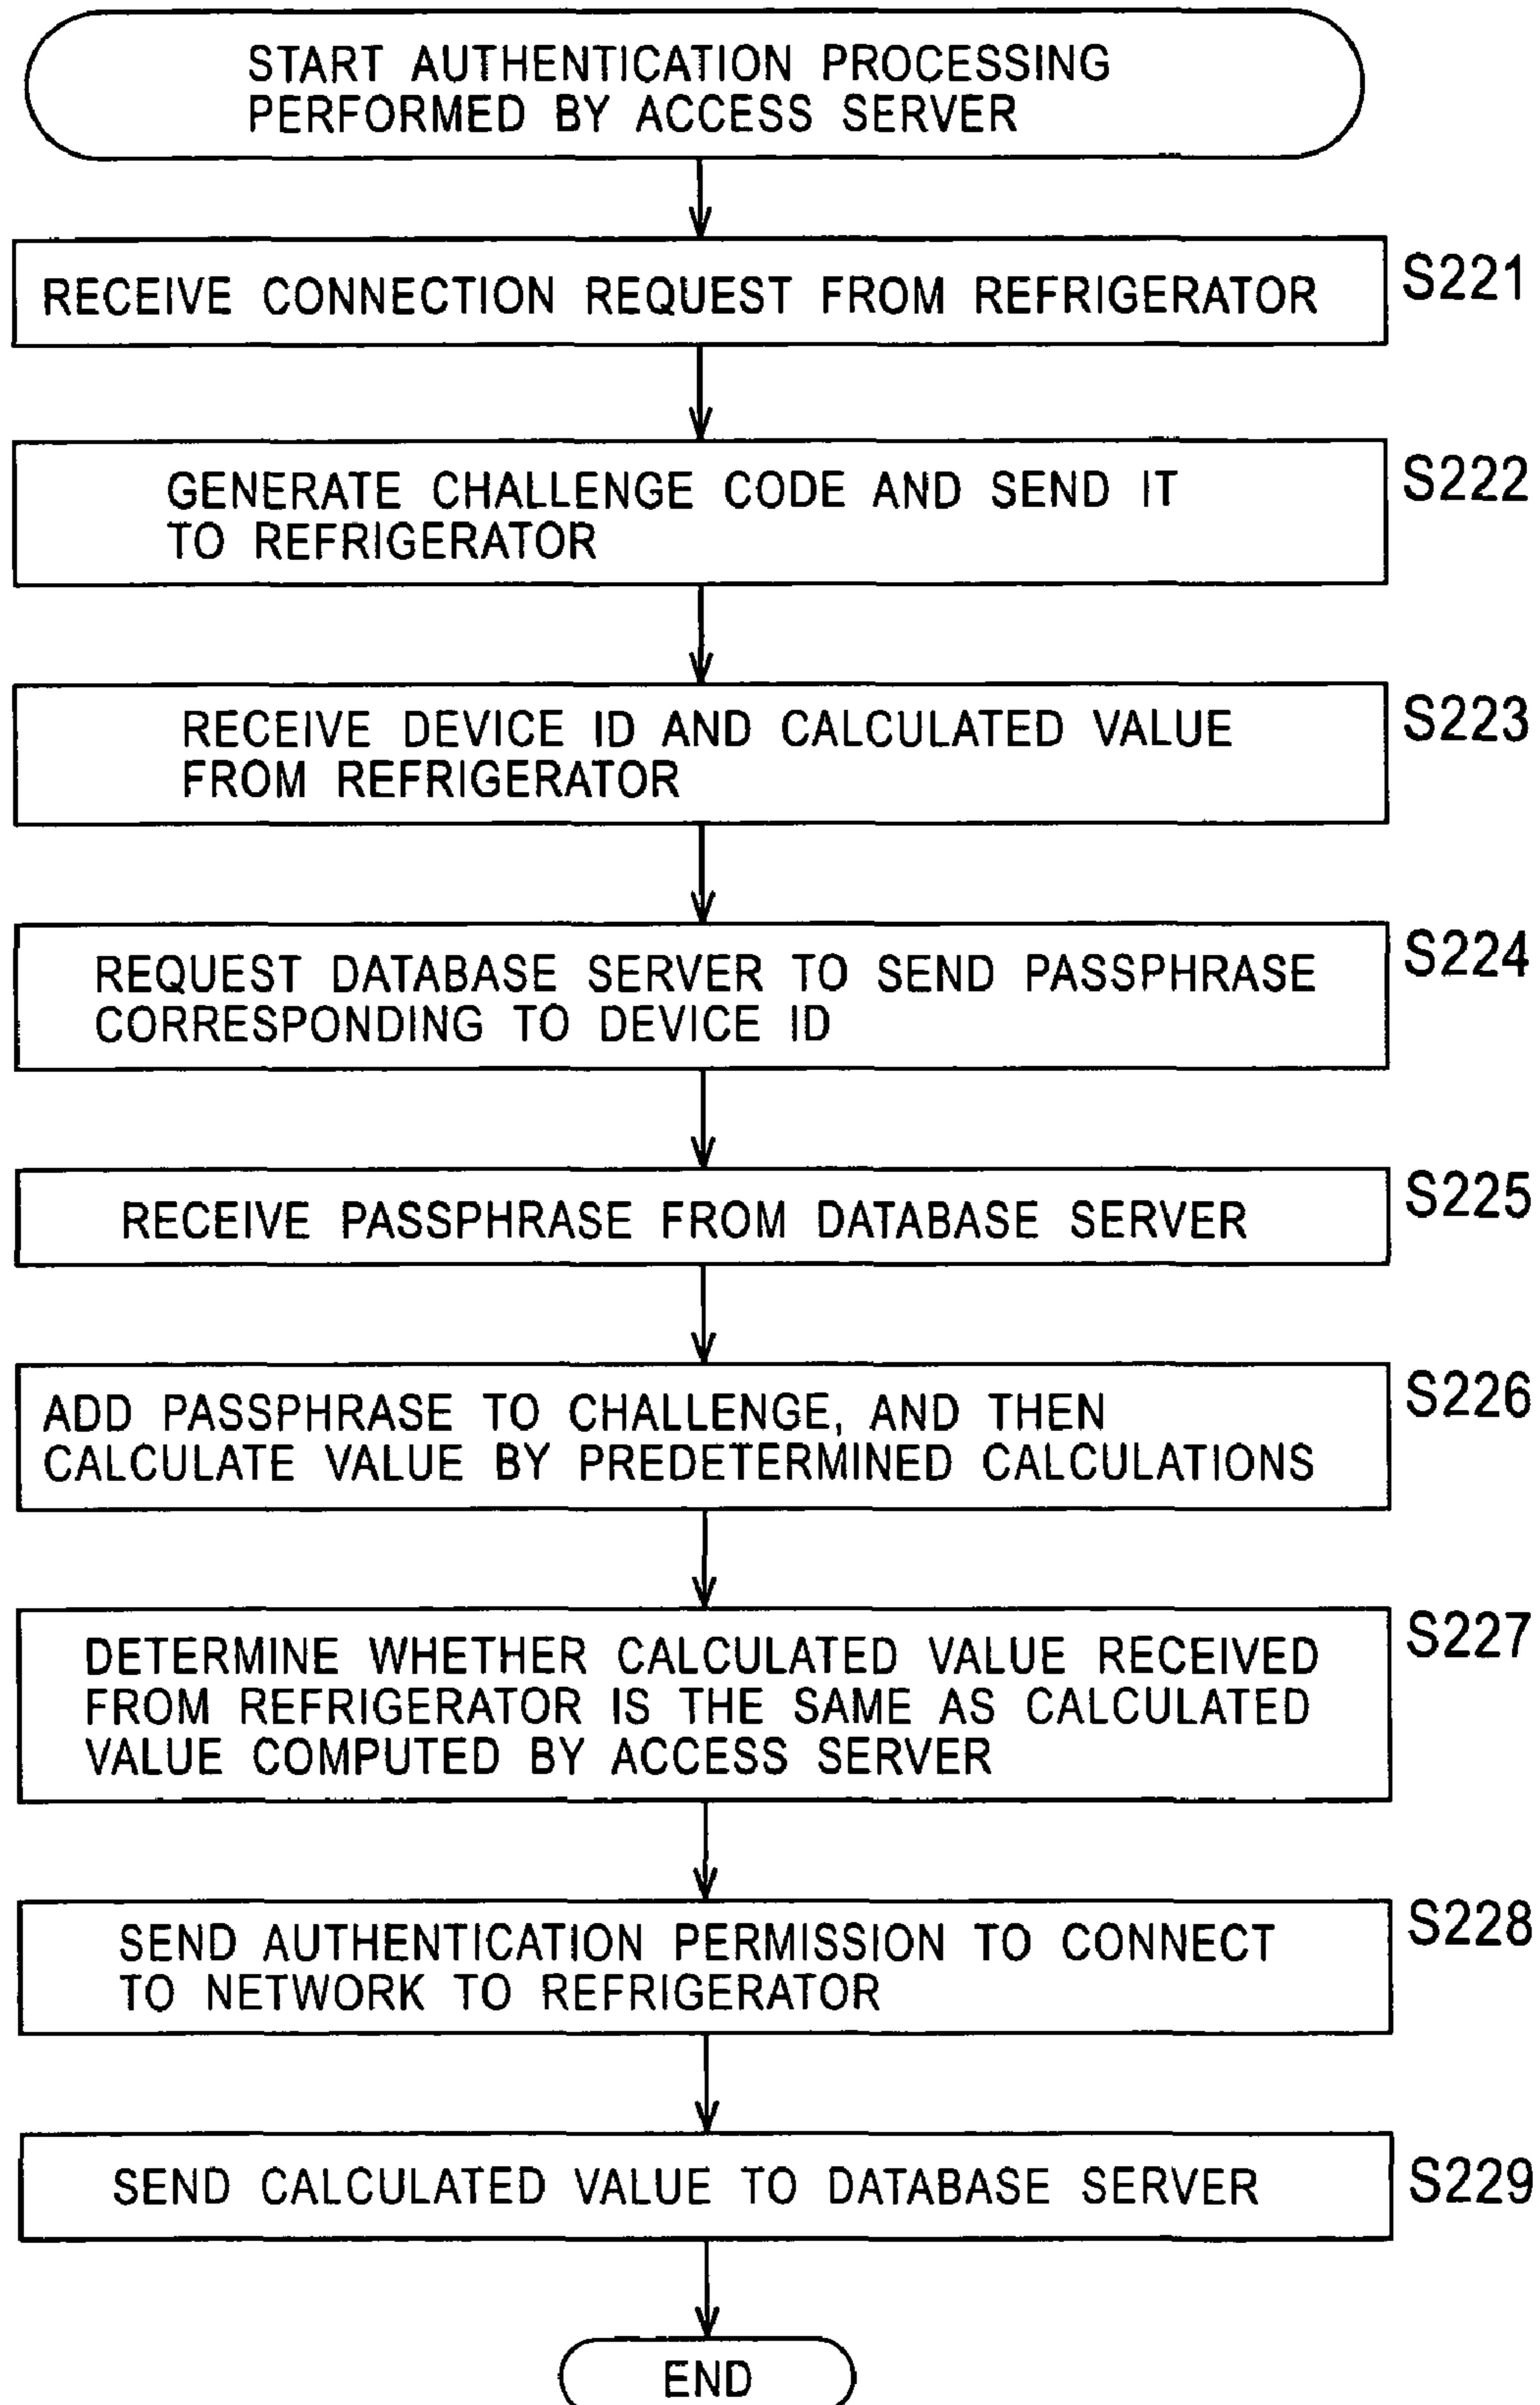 START AUTHENTICATION PROCESSING
PERFORMED BY ACCESS SERVER
RECEIVE CONNECTION REQUEST FROM REFRIGERATOR
S221
GENERATE CHALLENGE CODE AND SEND IT
TO REFRIGERATOR
S222
RECEIVE DEVICE ID AND CALCULATED VALUE
FROM REFRIGERATOR
S223
REQUEST DATABASE SERVER TO SEND PASSPHRASE
CORRESPONDING TO DEVICE ID
S224
RECEIVE PASSPHRASE FROM DATABASE SERVER
S225
ADD PASSPHRASE TO CHALLENGE, AND THEN
CALCULATE VALUE BY PREDETERMINED CALCULATIONS
S226
DETERMINE WHETHER CALCULATED VALUE RECEIVED
FROM REFRIGERATOR IS THE SAME AS CALCULATED
VALUE COMPUTED BY ACCESS SERVER
S227
SEND AUTHENTICATION PERMISSION TO CONNECT
TO NETWORK TO REFRIGERATOR
S228
SEND CALCULATED VALUE TO DATABASE SERVER
S229
END